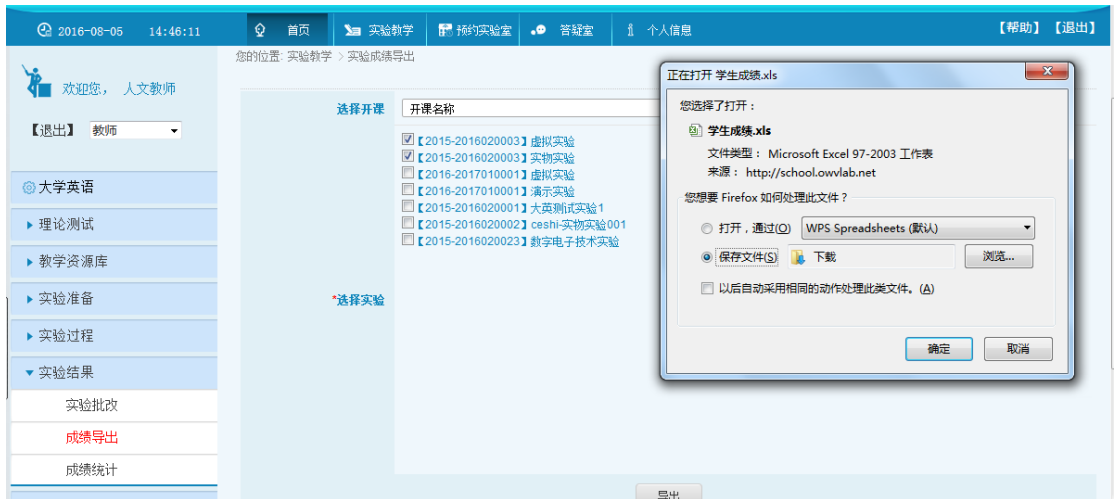 2016-08-05 14:46:11 首页 实验教学 预约实验室 答疑室 个人信息 【帮助】 【退出】
您的位置: 实验教学 > 实验成绩导出
欢迎您， 人文教师
【退出】 教师
大学英语
理论测试
教学资源库
实验准备
实验过程
实验结果
实验批改
成绩导出
成绩统计
选择开课 开课名称
*选择实验
【2015-2016020003】虚拟实验
【2015-2016020003】实物实验
【2016-2017010001】虚拟实验
【2016-2017010001】演示实验
【2015-2016020001】大英测试实验1
【2015-2016020002】ceshi-实物实验001
【2015-2016020023】数字电子技术实验
导出
正在打开 学生成绩.xls
您选择了打开：
学生成绩.xls
文件类型： Microsoft Excel 97-2003 工作表
来源： http://school.owvlab.net
您想要 Firefox 如何处理此文件？
打开，通过(O) WPS Spreadsheets (默认)
保存文件(S) 下载 浏览...
以后自动采用相同的动作处理此类文件。(A)
确定 取消